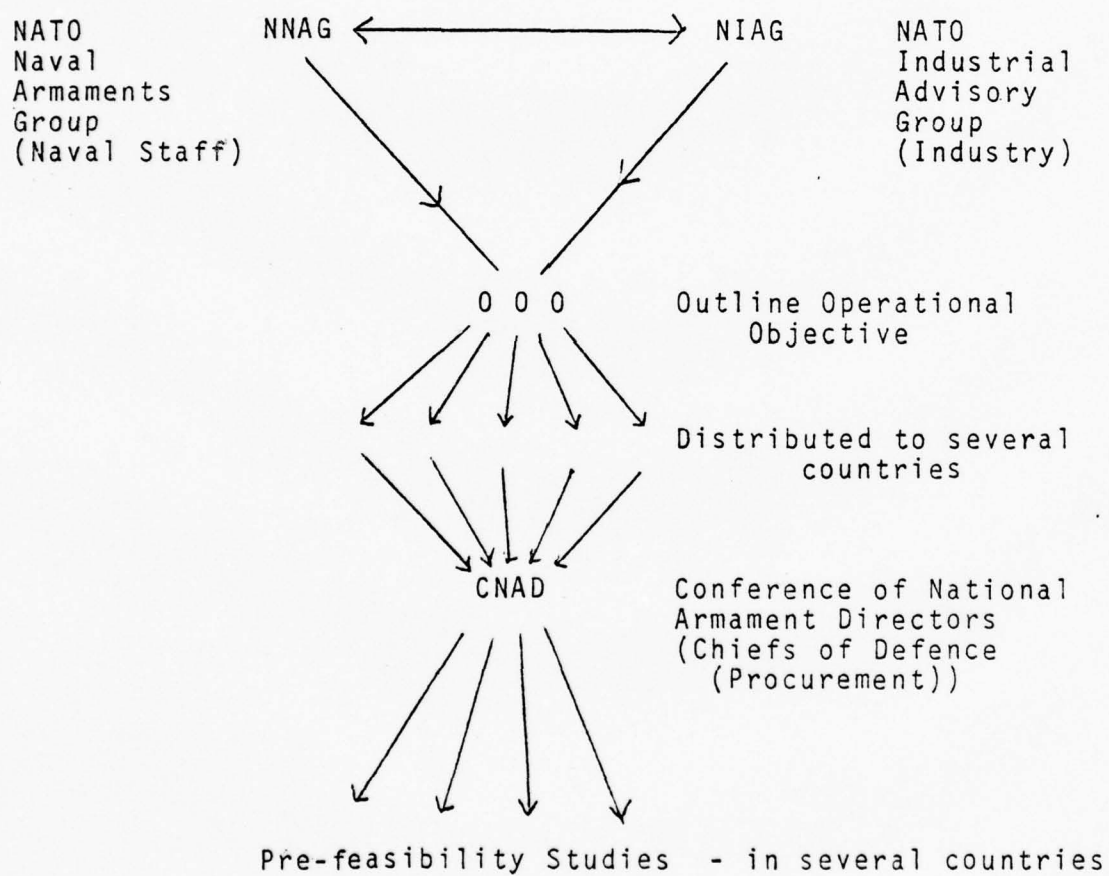 NATO
Naval
Armaments
Group
(Naval Staff)
NNAG
NIAG
NATO
Industrial
Advisory
Group
(Industry)
O O O
Outline Operational
Objective
Distributed to several
countries
CNAD
Conference of National
Armament Directors
(Chiefs of Defence
(Procurement))
Pre-feasibility Studies - in several countries